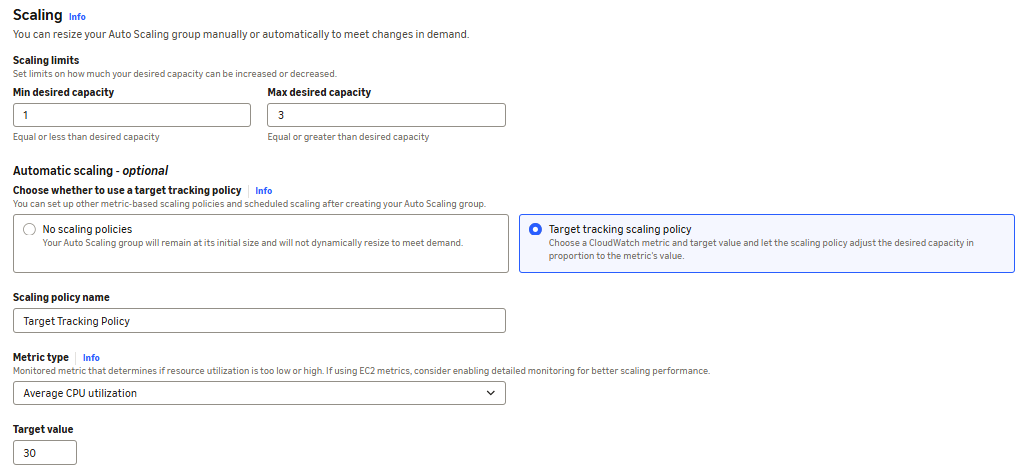 Scaling Info
You can resize your Auto Scaling group manually or automatically to meet changes in demand.
Scaling limits
Set limits on how much your desired capacity can be increased or decreased.
Min desired capacity Max desired capacity
1 3
Equal or less than desired capacity Equal or greater than desired capacity
Automatic scaling - optional
Choose whether to use a target tracking policy Info
You can set up other metric-based scaling policies and scheduled scaling after creating your Auto Scaling group.
No scaling policies
Your Auto Scaling group will remain at its initial size and will not dynamically resize to meet demand.
Target tracking scaling policy
Choose a CloudWatch metric and target value and let the scaling policy adjust the desired capacity in
proportion to the metric's value.
Scaling policy name
Target Tracking Policy
Metric type Info
Monitored metric that determines if resource utilization is too low or high. If using EC2 metrics, consider enabling detailed monitoring for better scaling performance.
Average CPU utilization
Target value
30